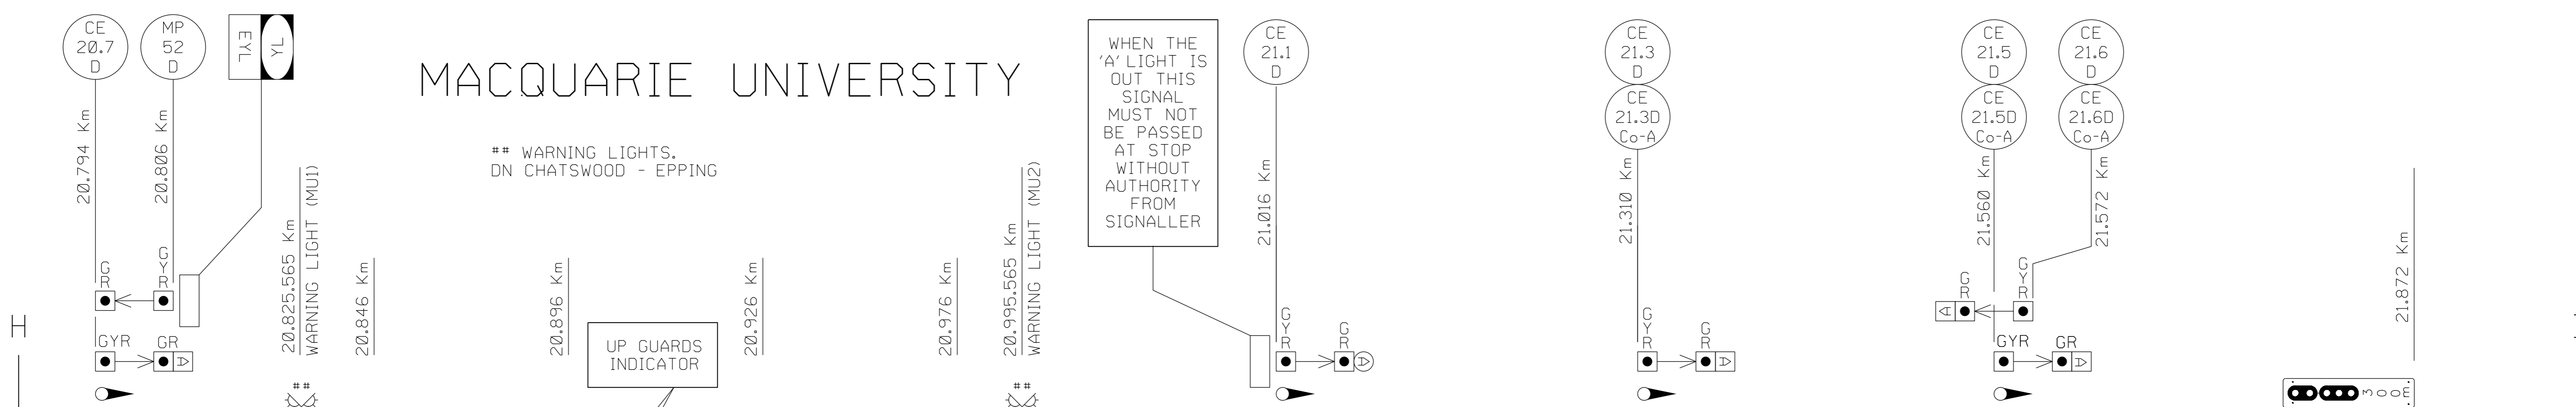 CE
20.7
D
MP
52
D
EYL
YL
MACQUARIE UNIVERSITY
## WARNING LIGHTS.
DN CHATSWOOD - EPPING
WHEN THE
'A' LIGHT IS
OUT THIS
SIGNAL
MUST NOT
BE PASSED
AT STOP
WITHOUT
AUTHORITY
FROM
SIGNALLER
CE
21.1
D
CE
21.3
D
CE
21.3D
Co-A
CE
21.5
D
CE
21.5D
Co-A
CE
21.6
D
CE
21.6D
Co-A
20.794 Km
20.806 Km
20.825.565 Km
WARNING LIGHT (MU1)
20.846 Km
20.896 Km
20.926 Km
20.976 Km
20.995.565 Km
WARNING LIGHT (MU2)
21.016 Km
21.310 Km
21.560 Km
21.572 Km
21.872 Km
G
R
G
Y
R
H
GYR
GR
A
##
UP GUARDS
INDICATOR
##
G
Y
R
G
R
A
G
Y
R
G
R
A
G
R
A
G
Y
R
GYR
GR
A
300m